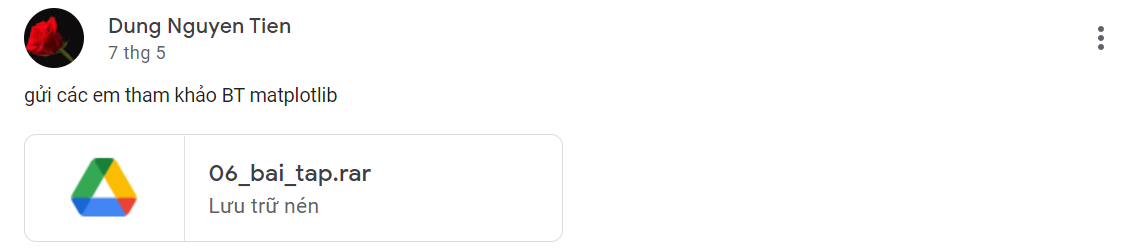 Dung Nguyen Tien
7 thg 5
gửi các em tham khảo BT matplotlib
06_bai_tap.rar
Lưu trữ nén